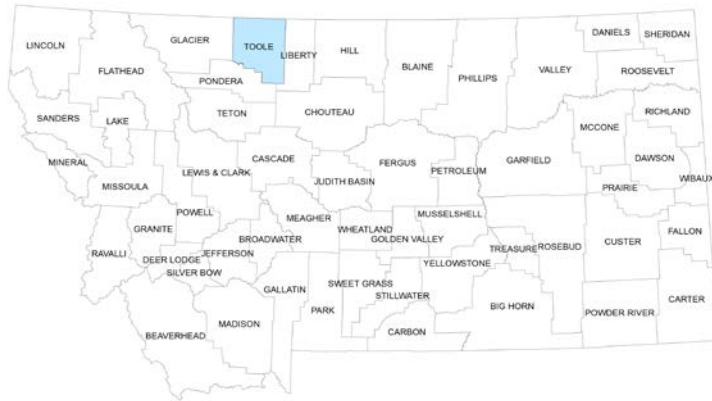 LINCOLN
FLATHEAD
GLACIER
TOOLE
LIBERTY
HILL
BLAINE
PHILLIPS
VALLEY
DANIELS
SHERIDAN
ROOSEVELT
PONDERA
TETON
CHOUTEAU
SANDERS
LAKE
MINERAL
MISSOULA
LEWIS & CLARK
CASCADE
JUDITH BASIN
FERGUS
PETROLEUM
GARFIELD
MCCONE
RICHLAND
DAWSON
PRAIRIE
WIBAUX
POWELL
GRANITE
RAVALLI
DEER LODGE
SILVER BOW
JEFFERSON
BROADWATER
MEAGHER
WHEATLAND
GOLDEN VALLEY
MUSSELSHELL
TREASURE
ROSEBUD
CUSTER
FALLON
YELLOWSTONE
SWEET GRASS
STILLWATER
GALLATIN
PARK
MADISON
BEAVERHEAD
CARBON
BIG HORN
POWDER RIVER
CARTER